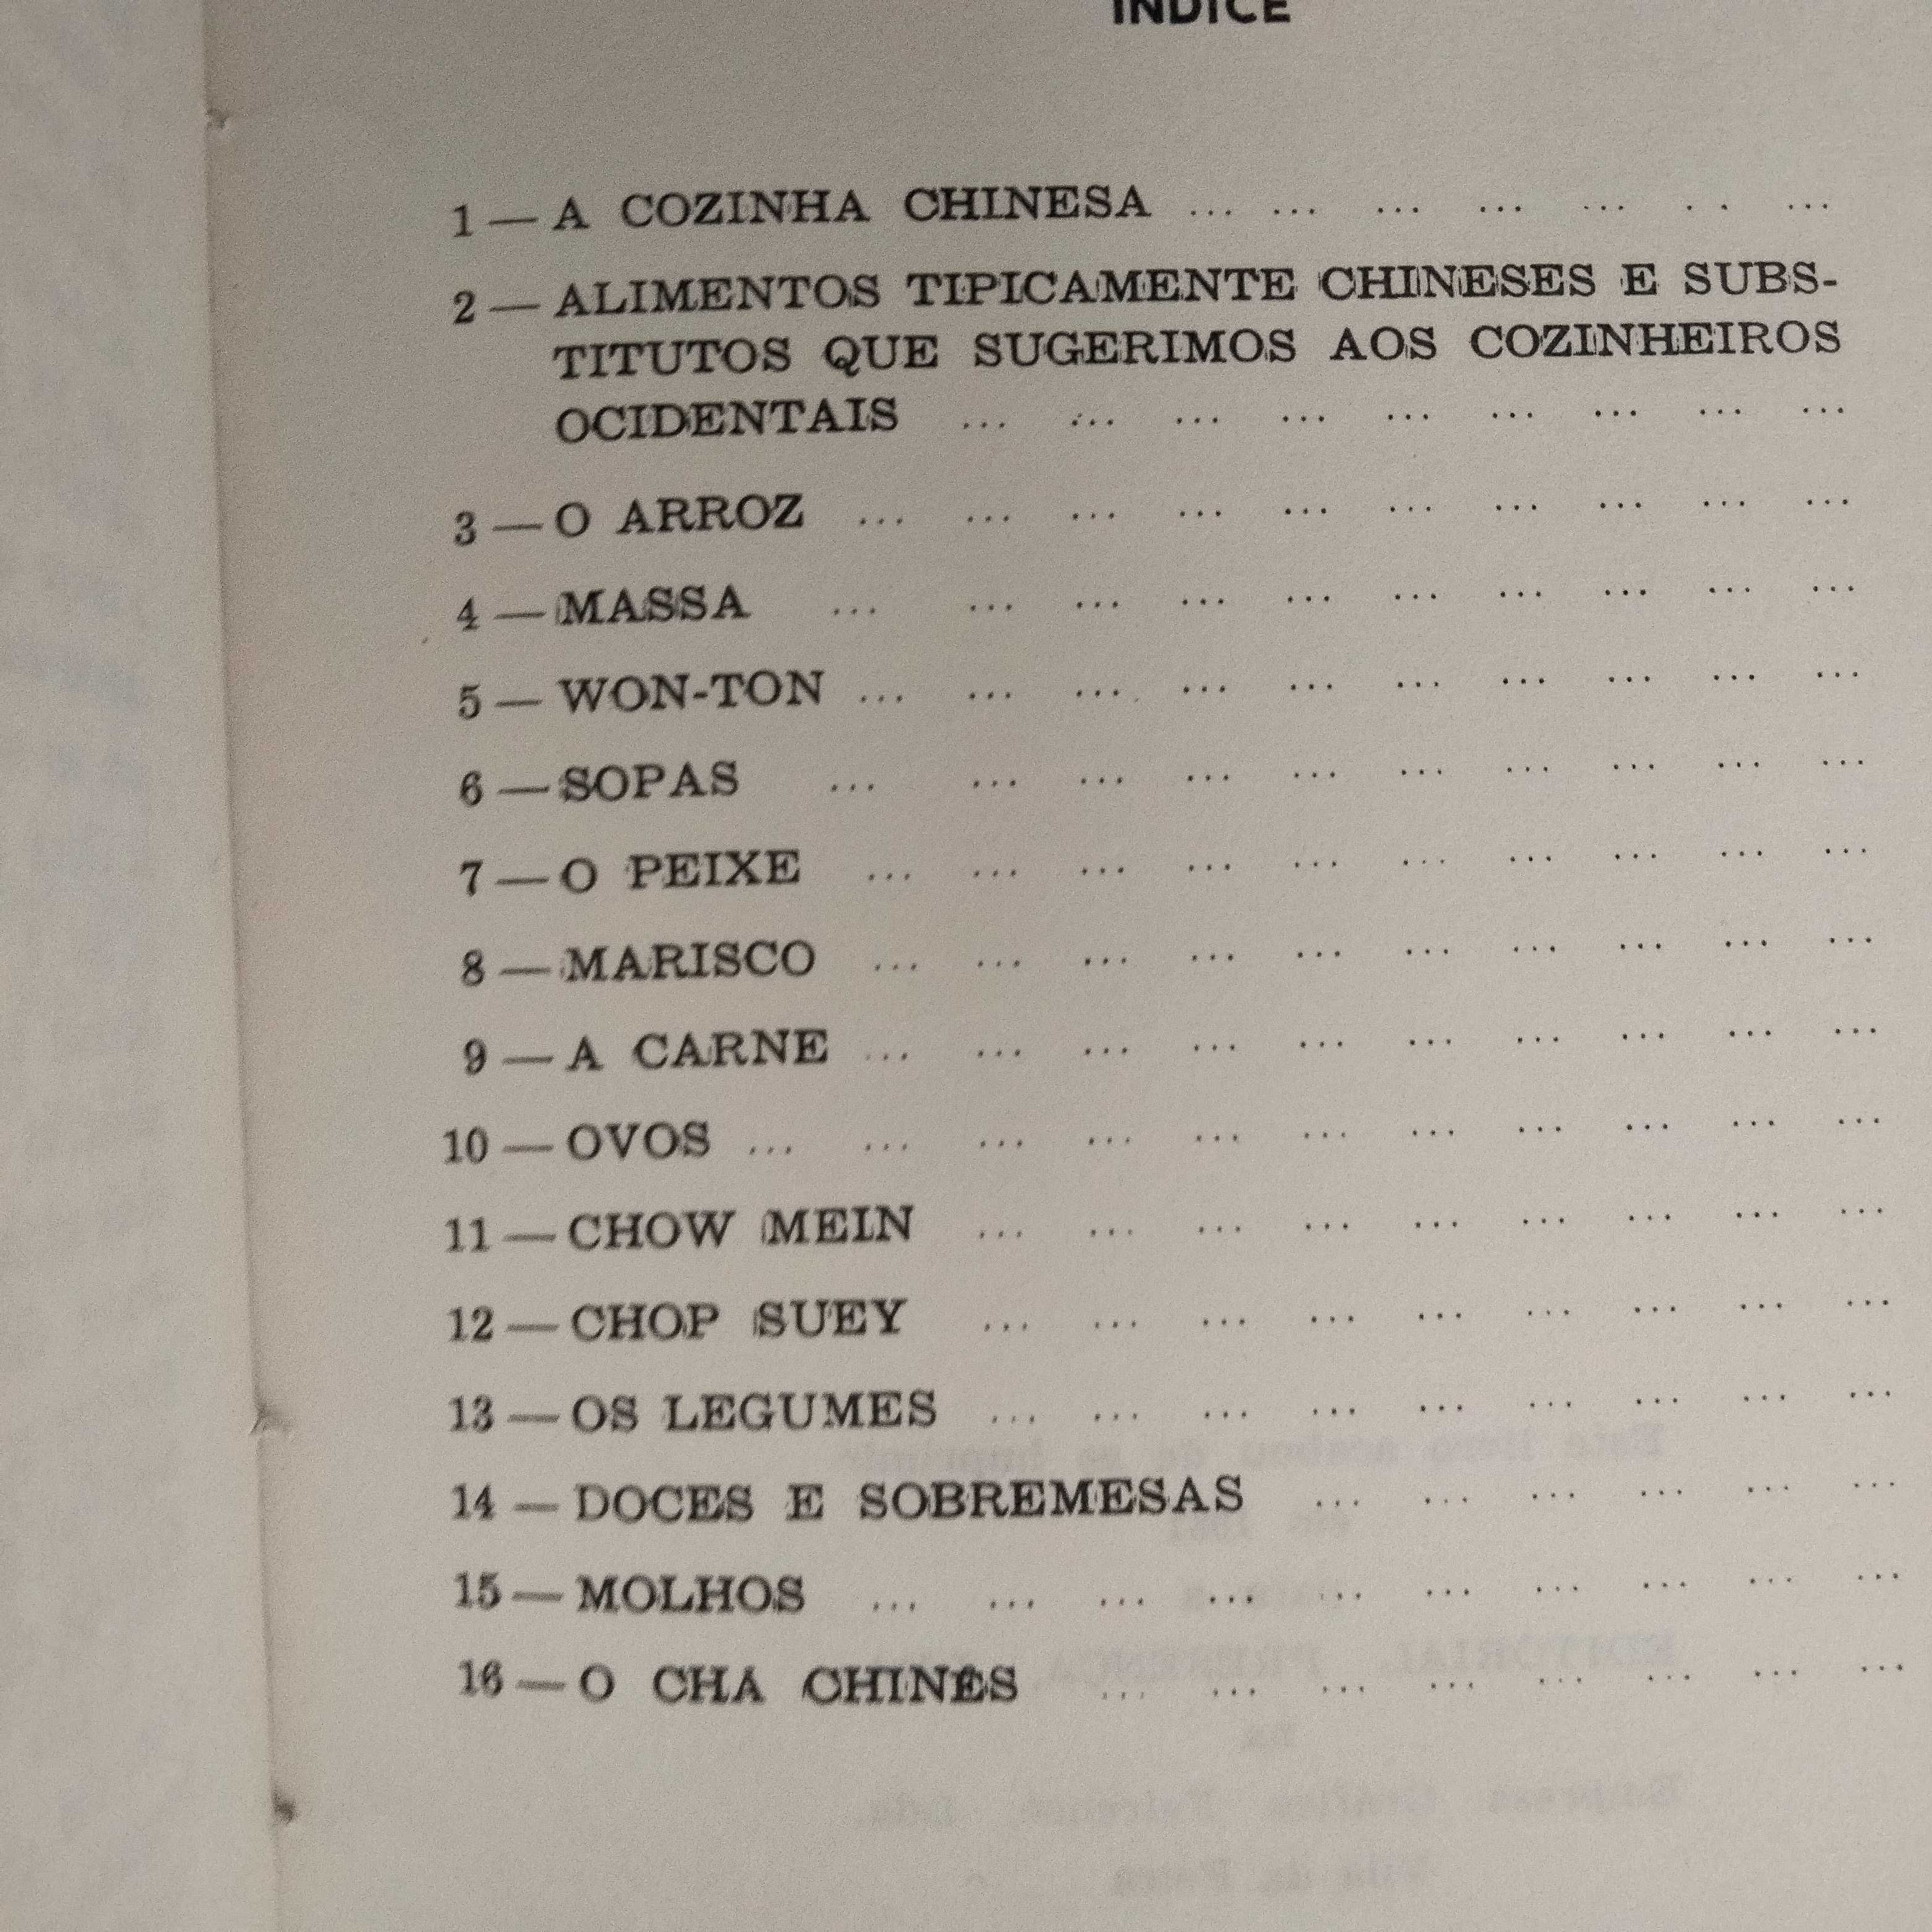 ÍNDICE
1 — A COZINHA CHINESA ... ... ... ... ... . . ...
2 — ALIMENTOS TIPICAMENTE CHINESES E SUBS-
TITUTOS QUE SUGERIMOS AOS COZINHEIROS
OCIDENTAIS ... ... ... ... ... ... ... ... ...
3 — O ARROZ ... ... ... ... ... ... ... ... ... ...
4 — MASSA ... ... ... ... ... ... ... ... ... ...
5 — WON-TON ... ... ... ... ... ... ... ... ... ...
6 — SOPAS ... ... ... ... ... ... ... ... ... ...
7 — O PEIXE ... ... ... ... ... ... ... ... ... ...
8 — MARISCO ... ... ... ... ... ... ... ... ... ...
9 — A CARNE ... ... ... ... ... ... ... ... ... ...
10 — OVOS ... ... ... ... ... ... ... ... ... ... ...
11 — CHOW MEIN ... ... ... ... ... ... ... ... ...
12 — CHOP SUEY ... ... ... ... ... ... ... ... ...
13 — OS LEGUMES ... ... ... ... ... ... ... ... ...
14 — DOCES E SOBREMESAS ... ... ... ... ... ...
15 — MOLHOS ... ... ... ... ... ... ... ... ... ...
16 — O CHÁ CHINÊS ... ... ... ... ... ... ... ...